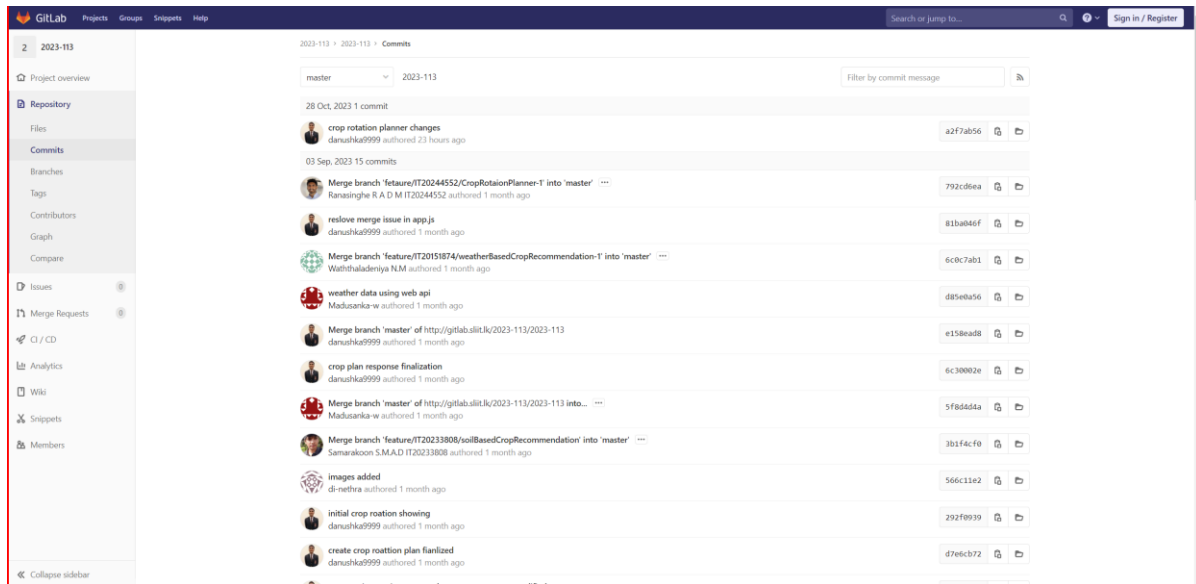 GitLab Projects Groups Snippets Help Search or jump to... Sign in / Register
2 2023-113
Project overview
Repository
Files
Commits
Branches
Tags
Contributors
Graph
Compare
Issues 0
Merge Requests 0
CI / CD
Analytics
Wiki
Snippets
Members
Collapse sidebar
2023-113 › 2023-113 › Commits
master 2023-113 Filter by commit message
28 Oct, 2023 1 commit
crop rotation planner changes
danushka9999 authored 23 hours ago
a2f7ab56
03 Sep, 2023 15 commits
Merge branch 'fetaure/IT20244552/CropRotaionPlanner-1' into 'master' ...
Ranasinghe R A D M IT20244552 authored 1 month ago
792cd6ea
reslove merge issue in app.js
danushka9999 authored 1 month ago
81ba046f
Merge branch 'feature/IT20151874/weatherBasedCropRecommendation-1' into 'master' ...
Waththaladeniya N.M authored 1 month ago
6c0c7ab1
weather data using web api
Madusanka-w authored 1 month ago
d85e0a56
Merge branch 'master' of http://gitlab.sliit.lk/2023-113/2023-113
danushka9999 authored 1 month ago
e158ead8
crop plan response finalization
danushka9999 authored 1 month ago
6c30002e
Merge branch 'master' of http://gitlab.sliit.lk/2023-113/2023-113 into... ...
Madusanka-w authored 1 month ago
5f8d4d4a
Merge branch 'feature/IT20233808/soilBasedCropRecommendation' into 'master' ...
Samarakoon S.M.A.D IT20233808 authored 1 month ago
3b1f4cf0
images added
di-nethra authored 1 month ago
566c11e2
initial crop roation showing
danushka9999 authored 1 month ago
292f0939
create crop roattion plan fianlized
danushka9999 authored 1 month ago
d7e6cb72